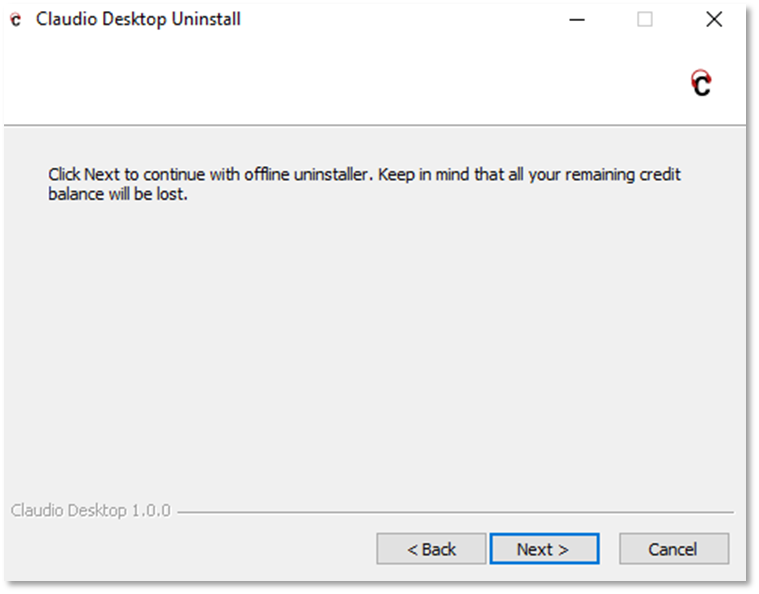 Claudio Desktop Uninstall
C
Click Next to continue with offline uninstaller. Keep in mind that all your remaining credit
balance will be lost.
Claudio Desktop 1.0.0
< Back Next > Cancel